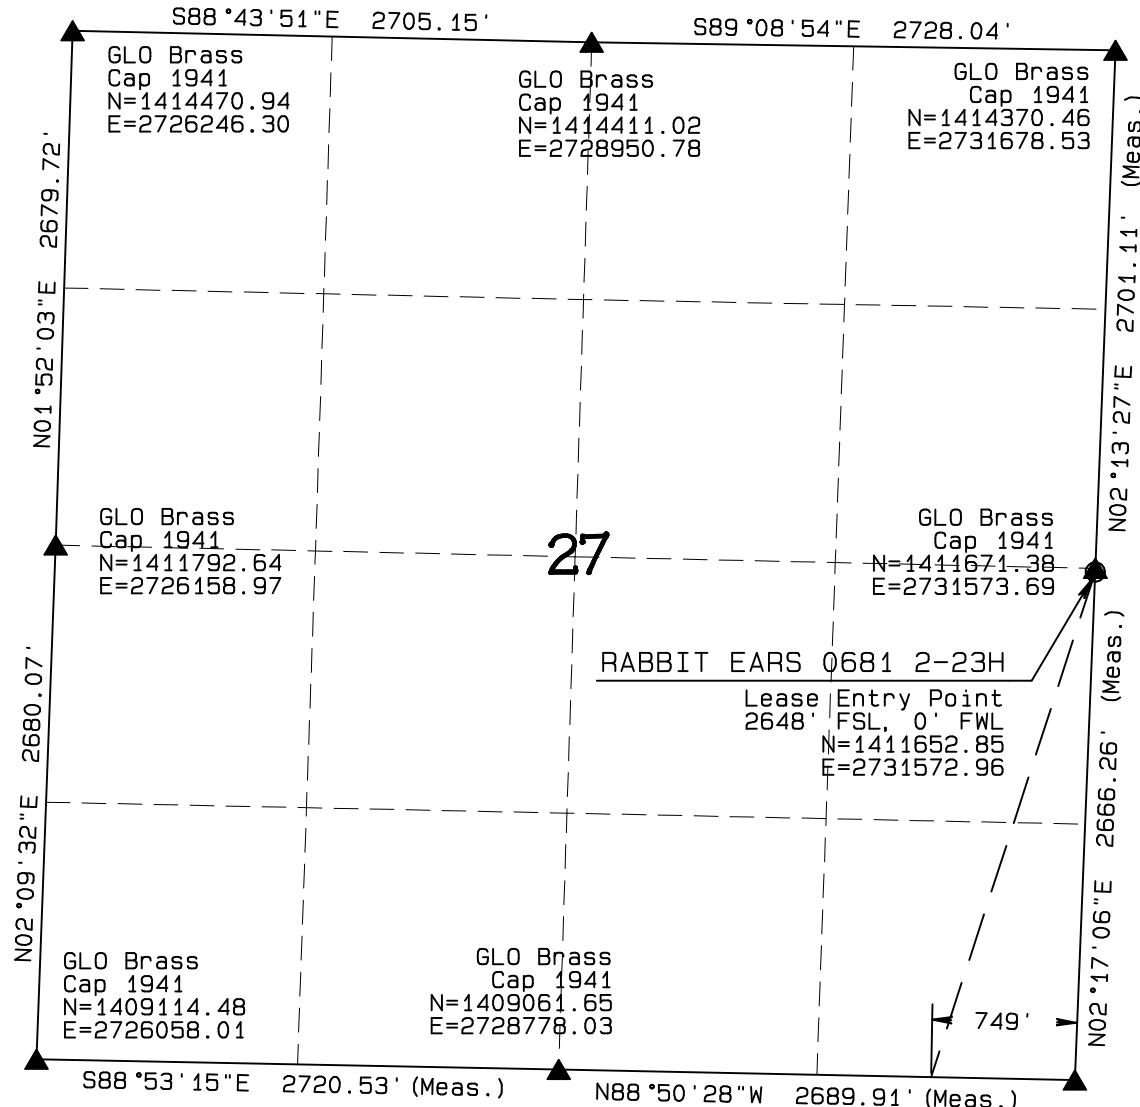 S88°43'51"E 2705.15'
S89°08'54"E 2728.04'
GLO Brass
Cap 1941
N=1414470.94
E=2726246.30
GLO Brass
Cap 1941
N=1414411.02
E=2728950.78
GLO Brass
Cap 1941
N=1414370.46
E=2731678.53
N01°52'03"E 2679.72'
N02°13'27"E 2701.11' (Meas.)
GLO Brass
Cap 1941
N=1411792.64
E=2726158.97
27
GLO Brass
Cap 1941
N=1411671.38
E=2731573.69
RABBIT EARS 0681 2-23H
Lease Entry Point
2648' FSL, 0' FWL
N=1411652.85
E=2731572.96
N02°09'32"E 2680.07'
N02°17'06"E 2666.26' (Meas.)
GLO Brass
Cap 1941
N=1409114.48
E=2726058.01
GLO Brass
Cap 1941
N=1409061.65
E=2728778.03
749'
S88°53'15"E 2720.53' (Meas.)
N88°50'28"W 2689.91' (Meas.)